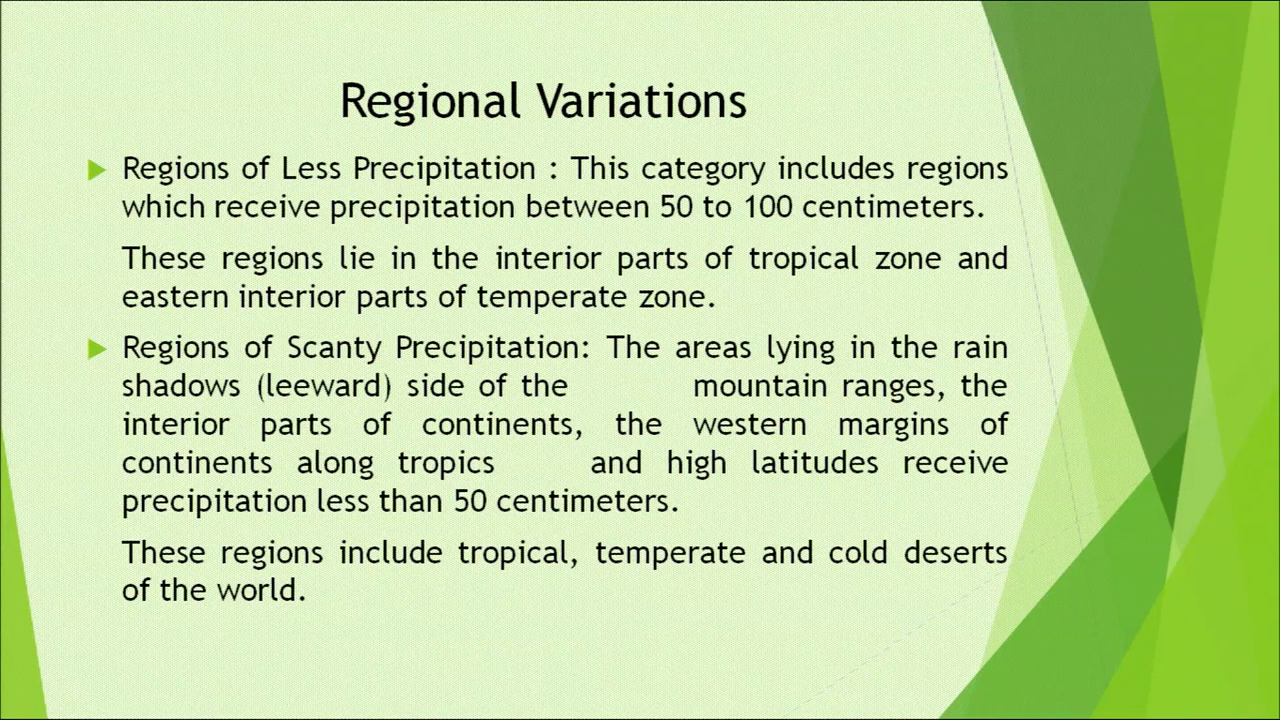 Regional Variations
Regions of Less Precipitation : This category includes regions
which receive precipitation between 50 to 100 centimeters.
These regions lie in the interior parts of tropical zone and
eastern interior parts of temperate zone.
Regions of Scanty Precipitation: The areas lying in the rain
shadows (leeward) side of the mountain ranges, the
interior parts of continents, the western margins of
continents along tropics and high latitudes receive
precipitation less than 50 centimeters.
These regions include tropical, temperate and cold deserts
of the world.